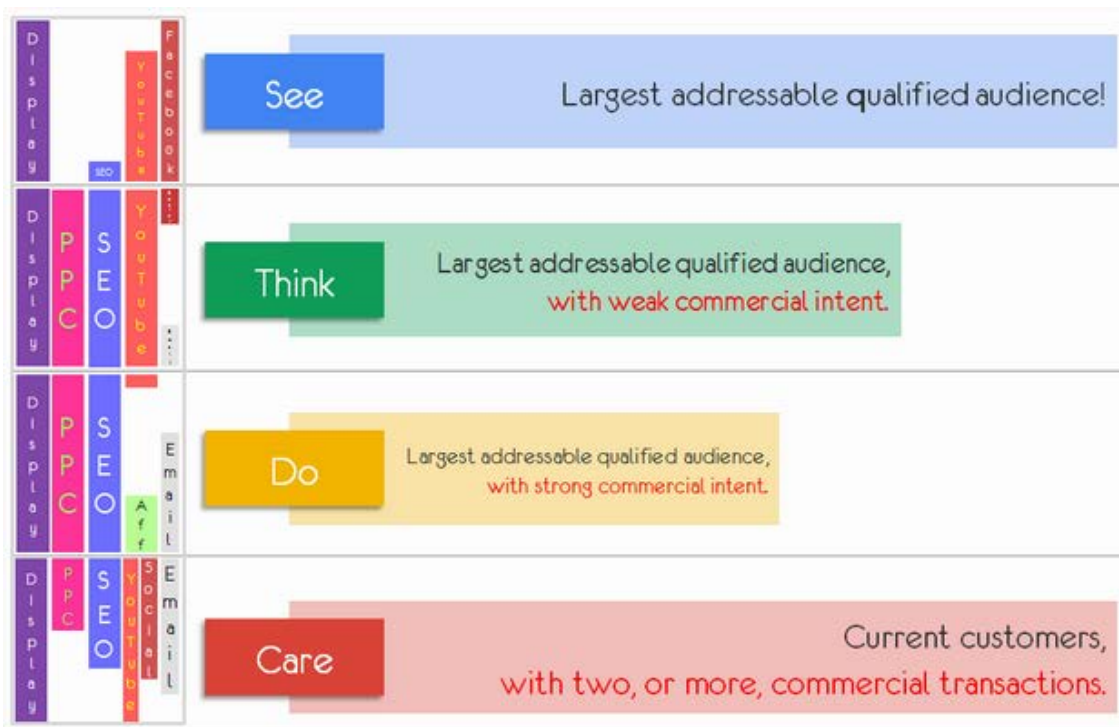 Display
SEO
YouTube
Facebook
See
Largest addressable qualified audience!
Display
PPC
SEO
YouTube
Think
Largest addressable qualified audience,
with weak commercial intent.
Display
PPC
SEO
Aff
Email
Do
Largest addressable qualified audience,
with strong commercial intent.
Display
PPC
SEO
YouTube
Social
Email
Care
Current customers,
with two, or more, commercial transactions.